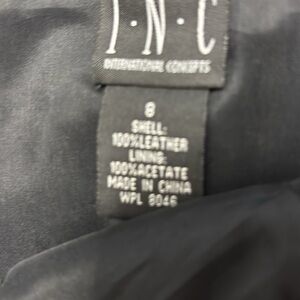 I·N·C
INTERNATIONAL CONCEPTS
8
SHELL:
100%LEATHER
LINING:
100%ACETATE
MADE IN CHINA
WPL 8046